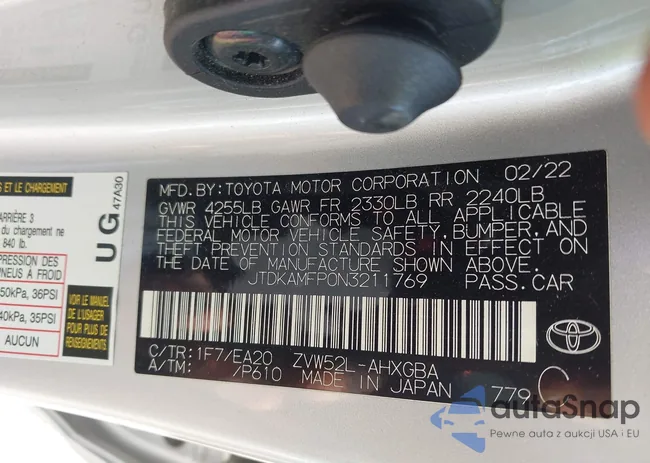 MFD.BY:TOYOTA MOTOR CORPORATION 02/22
GVWR 4255LB GAWR FR 2330LB RR 2240LB
THIS VEHICLE CONFORMS TO ALL APPLICABLE
FEDERAL MOTOR VEHICLE SAFETY,BUMPER,AND
THEFT PREVENTION STANDARDS IN EFFECT ON
THE DATE OF MANUFACTURE SHOWN ABOVE.
JTDKAMFP0N3211769 PASS.CAR
C/TR:1F7/EA20 ZVW52L-AHXGBA
A/TM: /P610 MADE IN JAPAN 779 C
ET LE CHARGEMENT
ARRIÈRE 3
du chargement ne
840 lb.
UG 47A30
PRESSION DES
PNEUS À FROID
50kPa, 36PSI
40kPa, 35PSI
AUCUN
VOIR LE MANUEL
DE L'USAGER
POUR PLUS DE
RENSEIGNEMENTS
autaSnap
Pewne auta z aukcji USA i EU